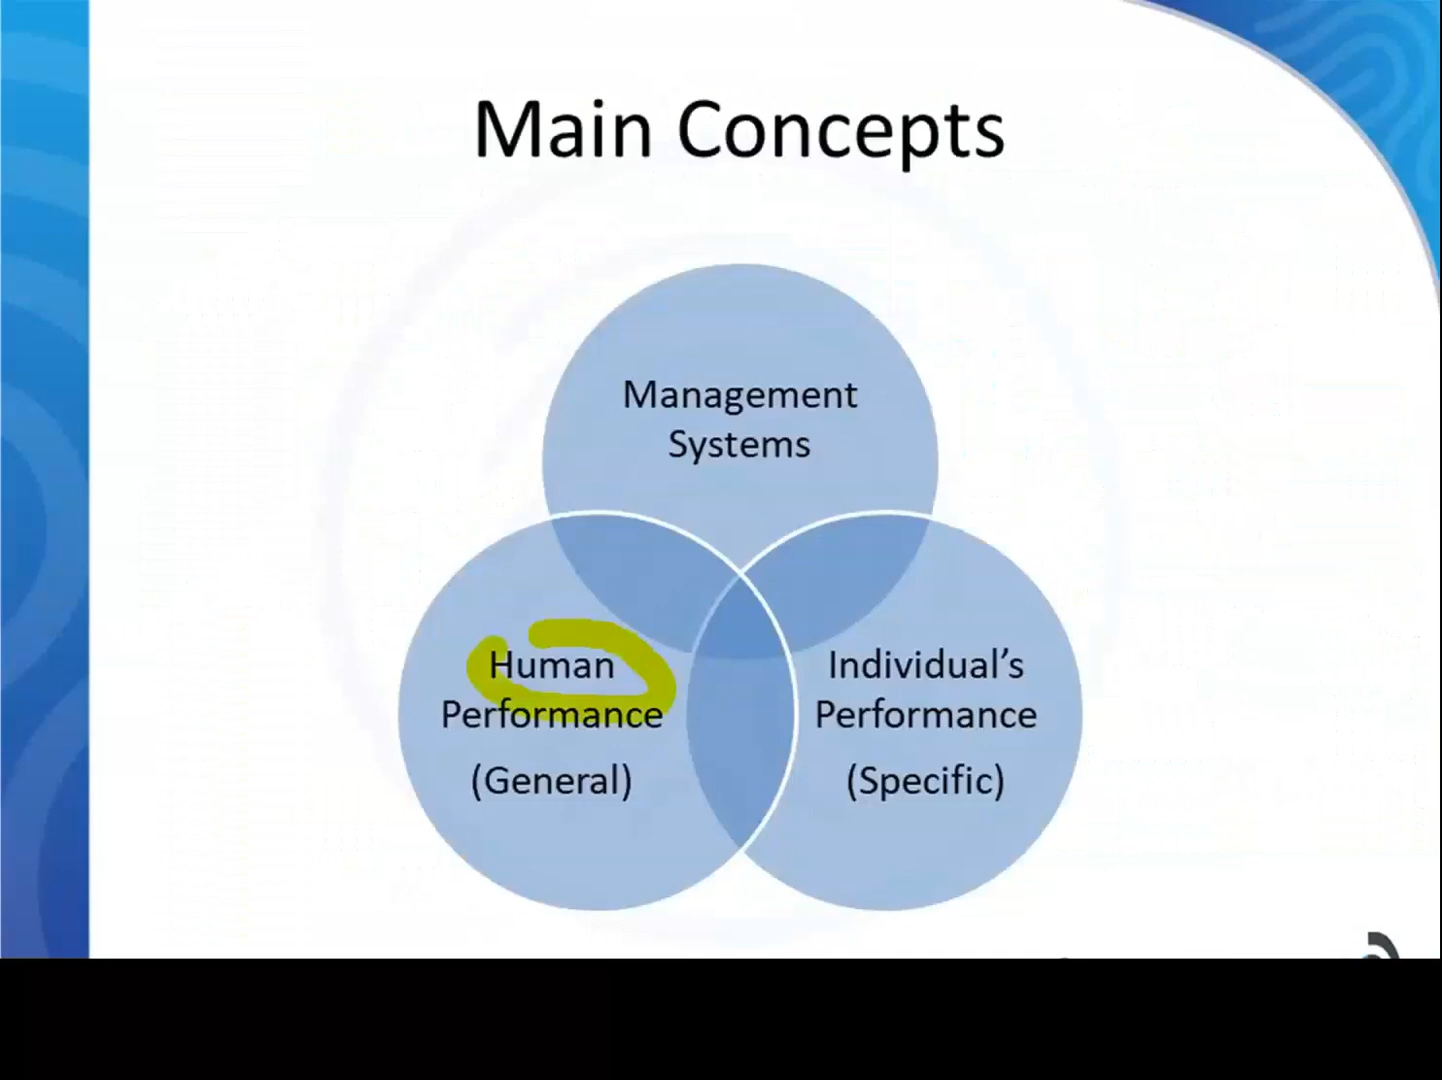 Main Concepts
Management
Systems
Human
Performance
(General)
Individual’s
Performance
(Specific)